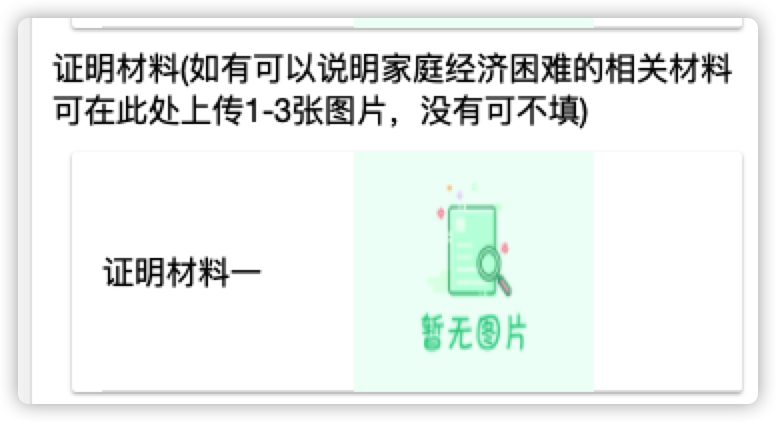 证明材料(如有可以说明家庭经济困难的相关材料
可在此处上传1-3张图片，没有可不填)
证明材料一
暂无图片